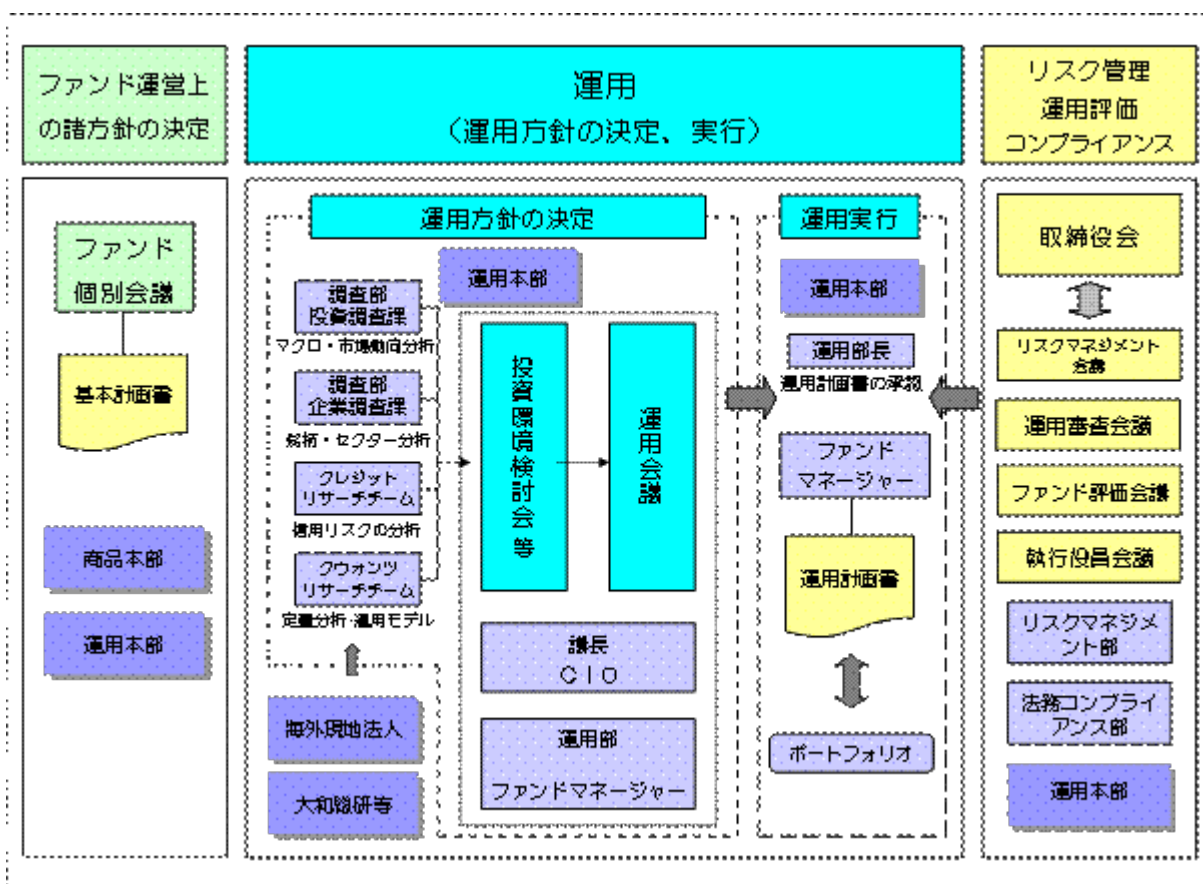 ファンド運営上
の諸方針の決定
運用
（運用方針の決定、実行）
リスク管理
運用評価
コンプライアンス
ファンド
個別会議
基本計画書
商品本部
運用本部
運用方針の決定
運用本部
調査部
投資調査課
マクロ・市場動向分析
調査部
企業調査課
銘柄・セクター分析
クレジット
リサーチチーム
信用リスクの分析
クウォンツ
リサーチチーム
定量分析・運用モデル
海外現地法人
大和総研等
投資環境検討会等
運用会議
議長
ＣＩＯ
運用部
ファンドマネージャー
運用実行
運用本部
運用部長
運用計画書の承認
ファンド
マネージャー
運用計画書
ポートフォリオ
取締役会
リスクマネジメント
会議
運用審査会議
ファンド評価会議
執行役員会議
リスクマネジメ
ント部
法務コンプライ
アンス部
運用本部